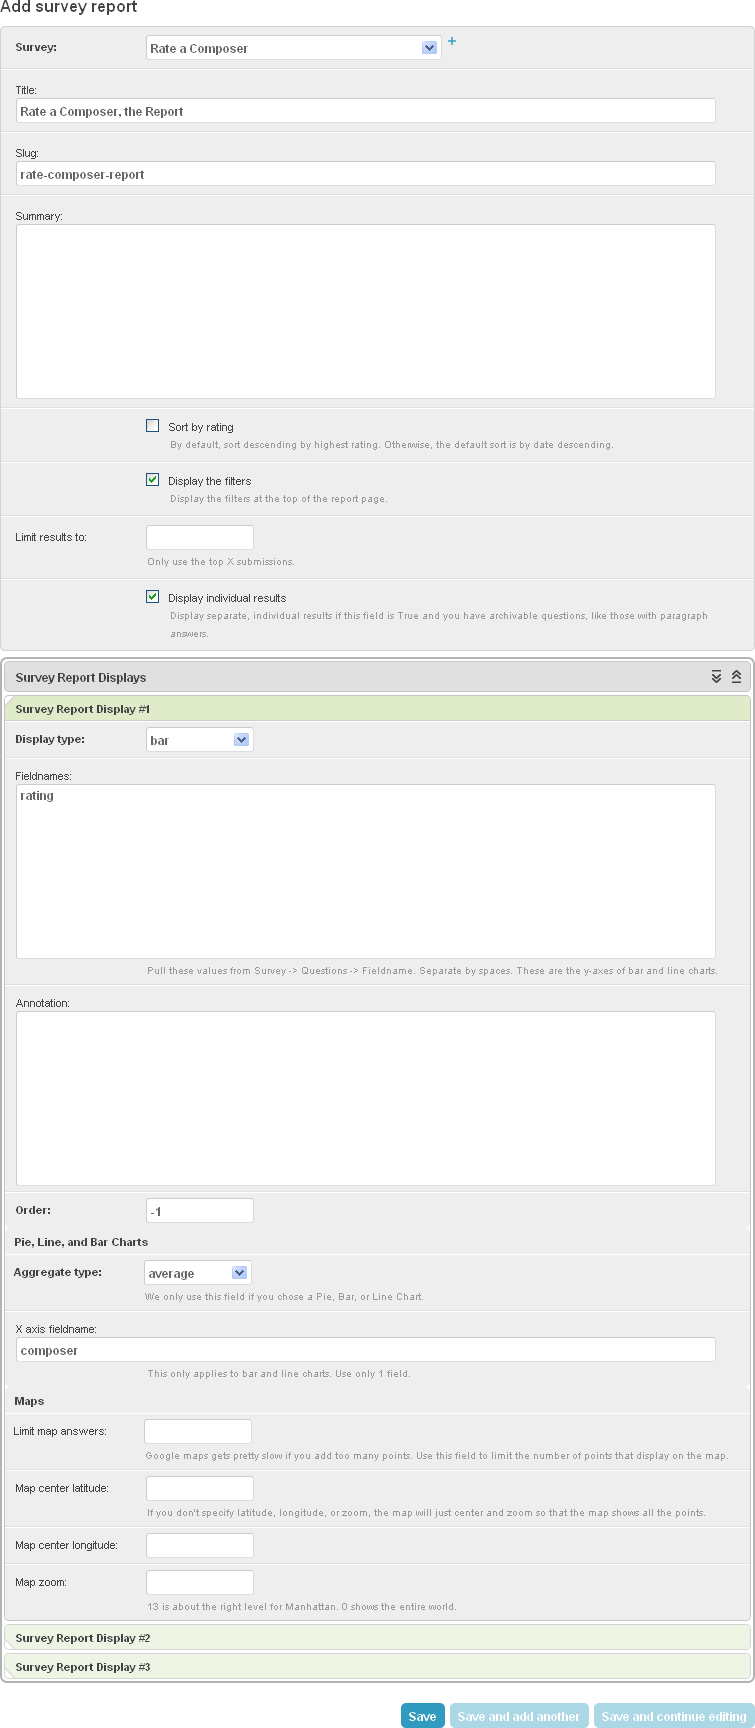 Add survey report
Survey:
Rate a Composer
+
Title:
Rate a Composer, the Report
Slug:
rate-composer-report
Summary:
Sort by rating
By default, sort descending by highest rating. Otherwise, the default sort is by date descending.
Display the filters
Display the filters at the top of the report page.
Limit results to:
Only use the top X submissions.
Display individual results
Display separate, individual results if this field is True and you have archivable questions, like those with paragraph
answers.
Survey Report Displays
Survey Report Display #1
Display type:
bar
Fieldnames:
rating
Pull these values from Survey -> Questions -> Fieldname. Separate by spaces. These are the y-axes of bar and line charts.
Annotation:
Order:
-1
Pie, Line, and Bar Charts
Aggregate type:
average
We only use this field if you chose a Pie, Bar, or Line Chart.
X axis fieldname:
composer
This only applies to bar and line charts. Use only 1 field.
Maps
Limit map answers:
Google maps gets pretty slow if you add too many points. Use this field to limit the number of points that display on the map.
Map center latitude:
If you don't specify latitude, longitude, or zoom, the map will just center and zoom so that the map shows all the points.
Map center longitude:
Map zoom:
13 is about the right level for Manhattan. 0 shows the entire world.
Survey Report Display #2
Survey Report Display #3
Save
Save and add another
Save and continue editing